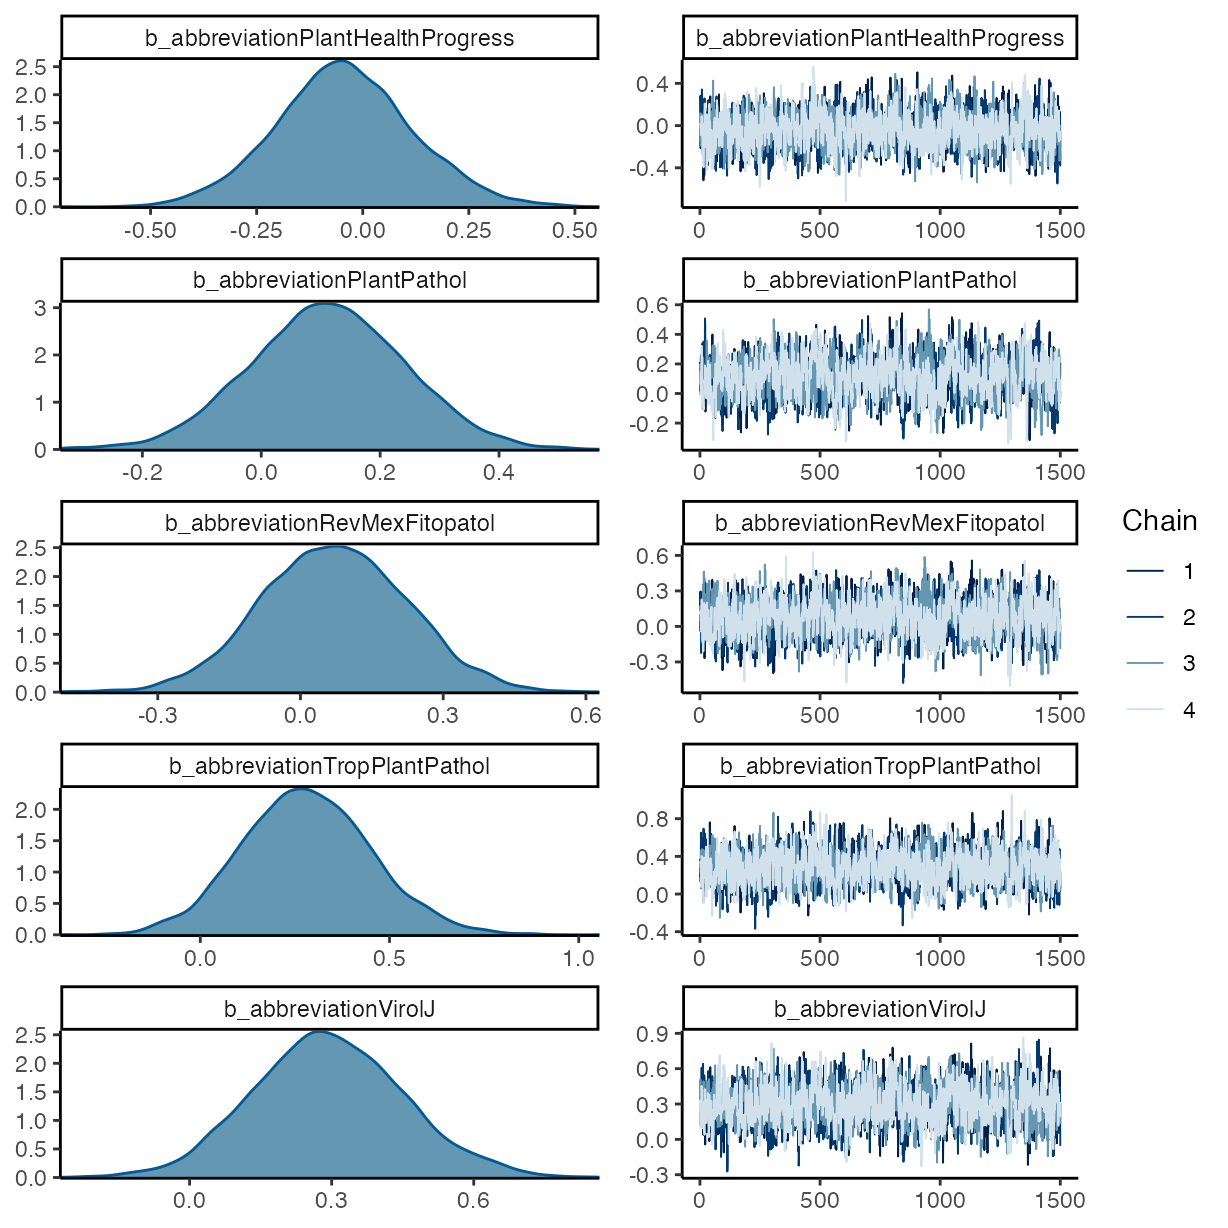 b_abbreviationPlantHealthProgress
2.5
2.0
1.5
1.0
0.5
0.0
-0.50 -0.25 0.00 0.25 0.50
b_abbreviationPlantHealthProgress
0.4
0.0
-0.4
0 500 1000 1500
b_abbreviationPlantPathol
3
2
1
0
-0.2 0.0 0.2 0.4
b_abbreviationPlantPathol
0.6
0.4
0.2
0.0
-0.2
0 500 1000 1500
b_abbreviationRevMexFitopatol
2.5
2.0
1.5
1.0
0.5
0.0
-0.3 0.0 0.3 0.6
b_abbreviationRevMexFitopatol
0.6
0.3
0.0
-0.3
0 500 1000 1500
b_abbreviationTropPlantPathol
2.0
1.5
1.0
0.5
0.0
0.0 0.5 1.0
b_abbreviationTropPlantPathol
0.8
0.4
0.0
-0.4
0 500 1000 1500
b_abbreviationVirolJ
2.5
2.0
1.5
1.0
0.5
0.0
0.0 0.3 0.6
b_abbreviationVirolJ
0.9
0.6
0.3
0.0
-0.3
0 500 1000 1500
Chain
1
2
3
4